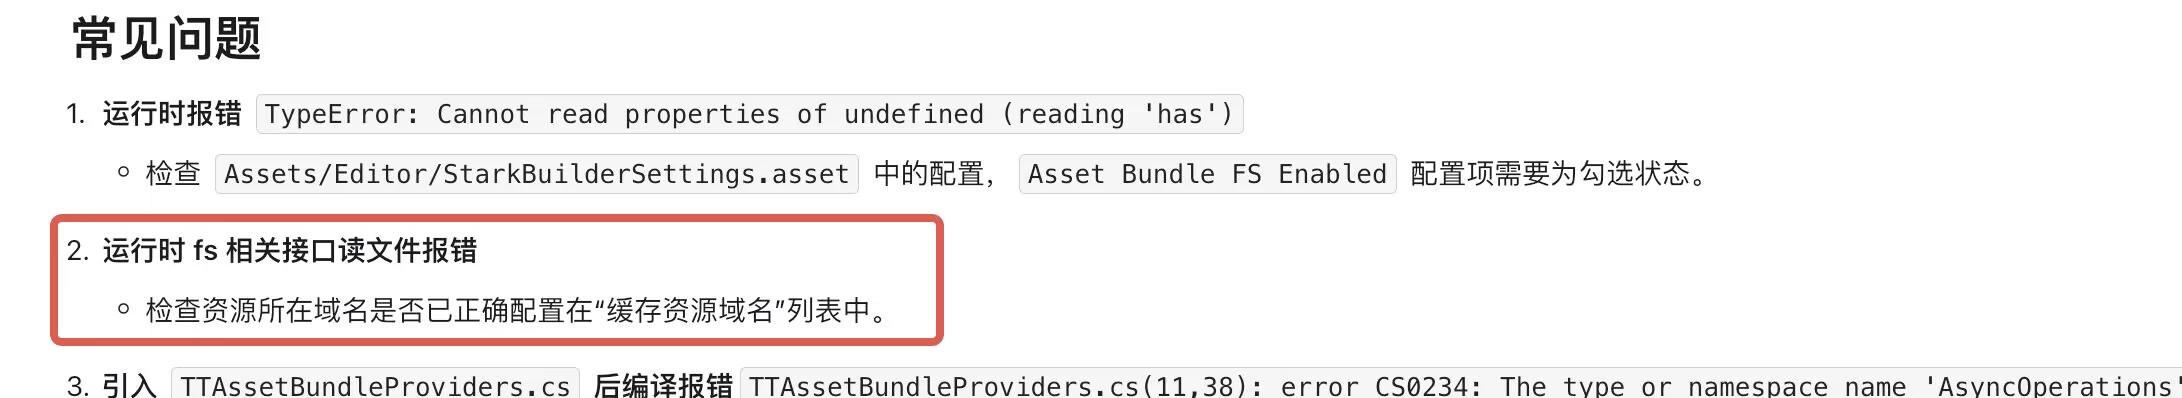 常见问题
1. 运行时报错 TypeError: Cannot read properties of undefined (reading 'has')
检查 Assets/Editor/StarkBuilderSettings.asset 中的配置， Asset Bundle FS Enabled 配置项需要为勾选状态。
2. 运行时 fs 相关接口读文件报错
检查资源所在域名是否已正确配置在“缓存资源域名”列表中。
3. 引入 TTAssetBundleProviders.cs 后编译报错 TTAssetBundleProviders.cs(11,38): error CS0234: The type or namespace name 'AsyncOperations'